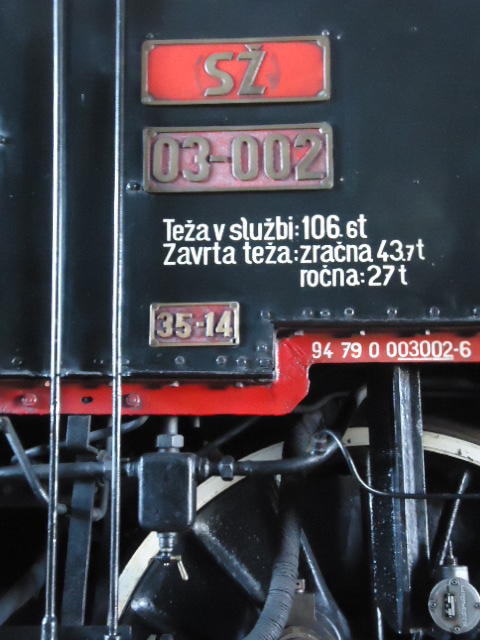 SŽ
03-002
Teža v službi: 106.6t
Zavrta teža: zračna 43.7t
ročna: 27 t
35-14
94 79 0 003002-6